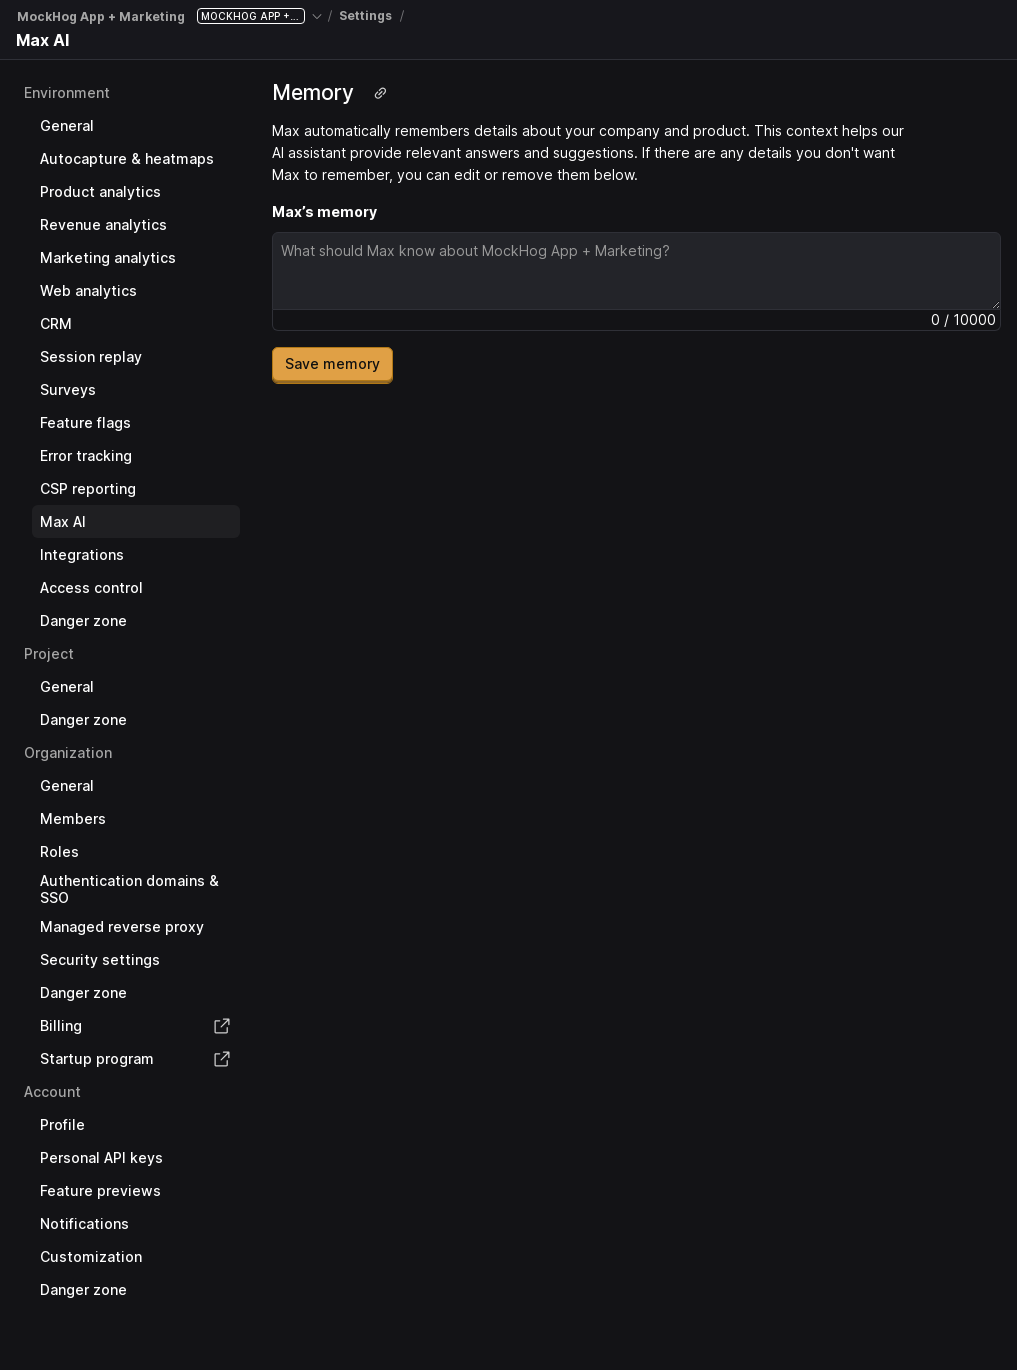 MockHog App + Marketing MOCKHOG APP +... / Settings /
Max AI
Environment
General
Autocapture & heatmaps
Product analytics
Revenue analytics
Marketing analytics
Web analytics
CRM
Session replay
Surveys
Feature flags
Error tracking
CSP reporting
Max AI
Integrations
Access control
Danger zone
Project
General
Danger zone
Organization
General
Members
Roles
Authentication domains &
SSO
Managed reverse proxy
Security settings
Danger zone
Billing
Startup program
Account
Profile
Personal API keys
Feature previews
Notifications
Customization
Danger zone
Memory
Max automatically remembers details about your company and product. This context helps our
AI assistant provide relevant answers and suggestions. If there are any details you don't want
Max to remember, you can edit or remove them below.
Max’s memory
What should Max know about MockHog App + Marketing?
0 / 10000
Save memory